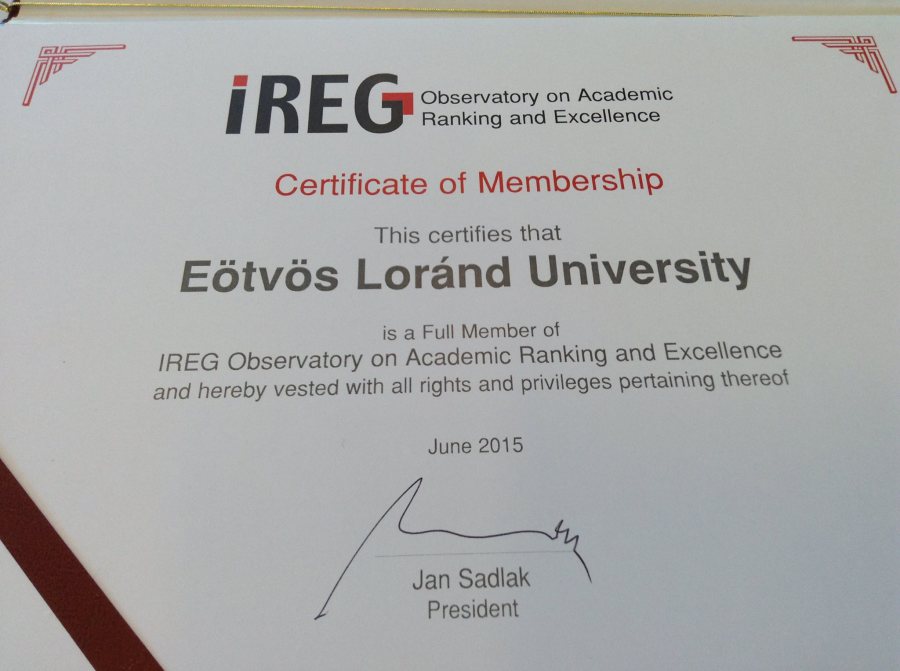 iREG Observatory on Academic
Ranking and Excellence
Certificate of Membership
This certifies that
Eötvös Loránd University
is a Full Member of
IREG Observatory on Academic Ranking and Excellence
and hereby vested with all rights and privileges pertaining thereof
June 2015
Jan Sadlak
President